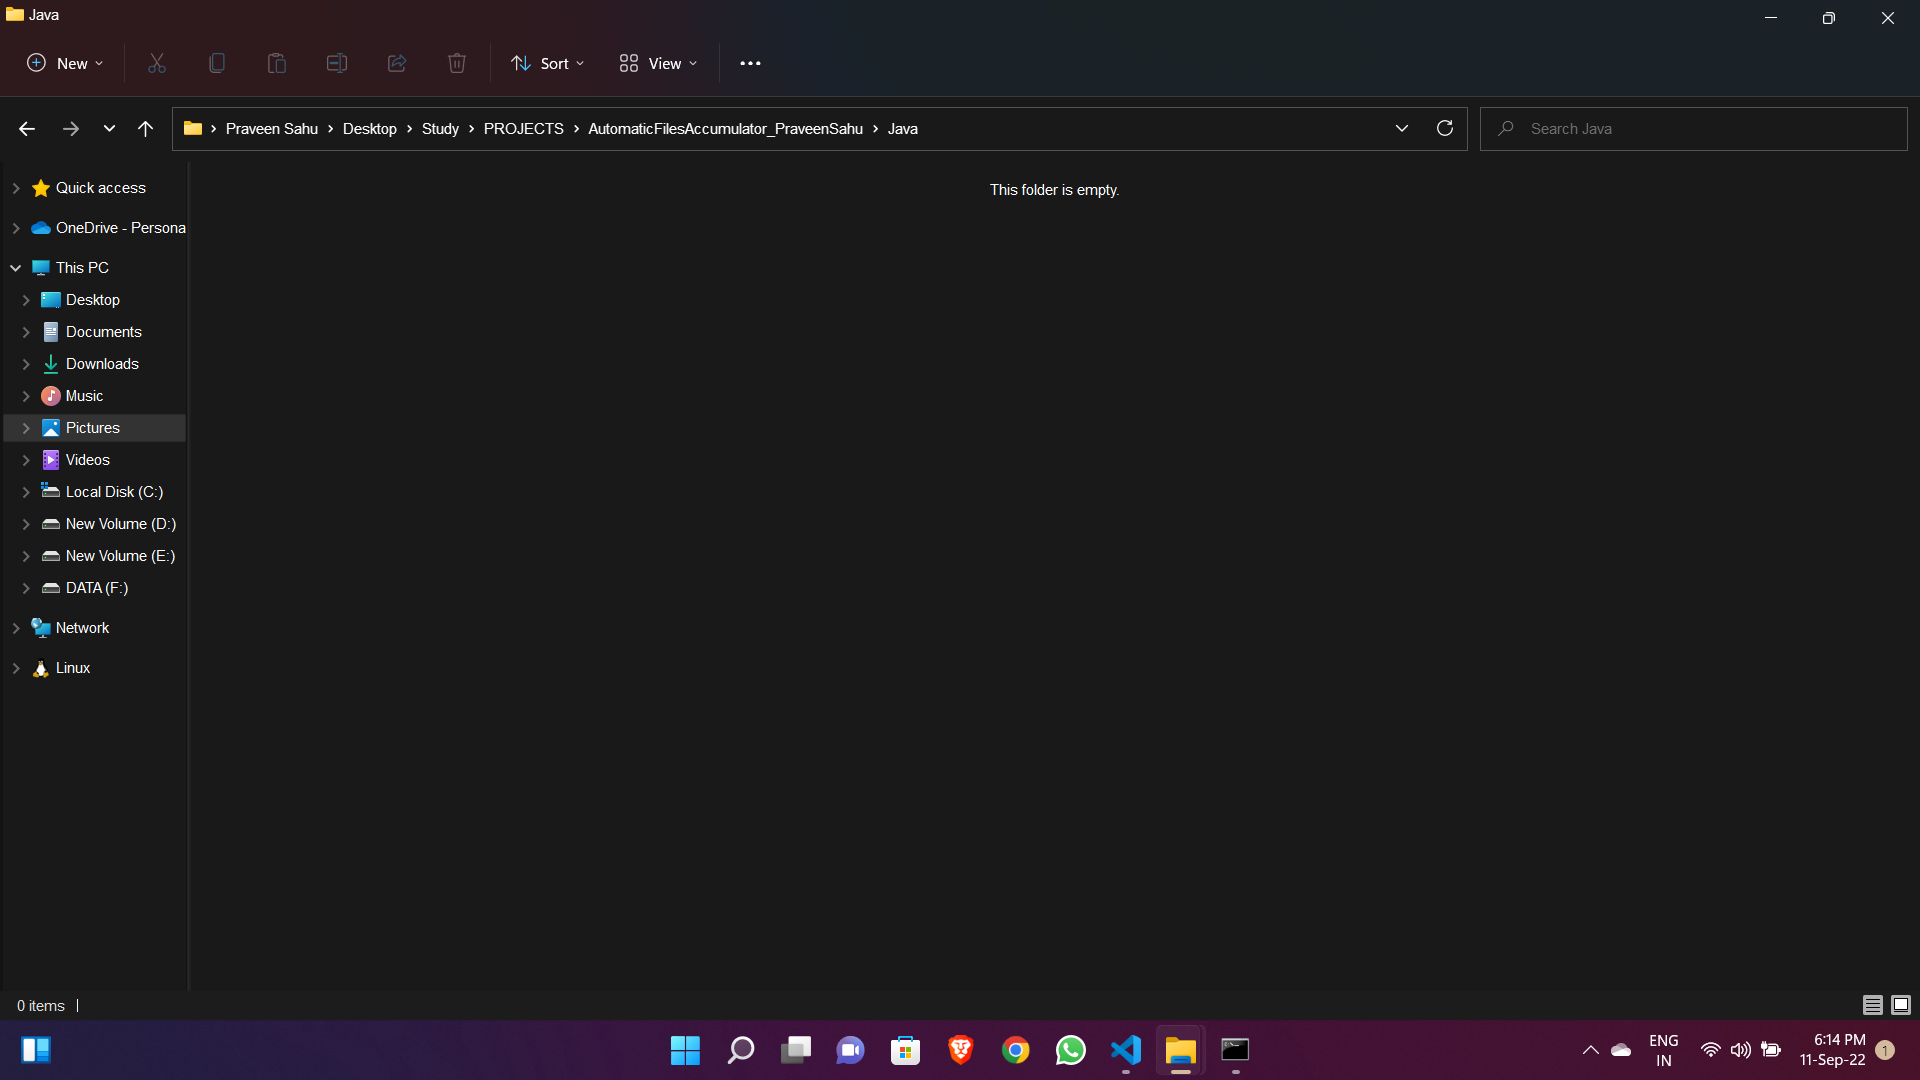 Java
New
Sort
View
Praveen Sahu
Desktop
Study
PROJECTS
AutomaticFilesAccumulator_PraveenSahu
Java
Search Java
This folder is empty.
Quick access
OneDrive - Persona
This PC
Desktop
Documents
Downloads
Music
Pictures
Videos
Local Disk (C:)
New Volume (D:)
New Volume (E:)
DATA (F:)
Network
Linux
0 items
ENG
IN
6:14 PM
11-Sep-22
1